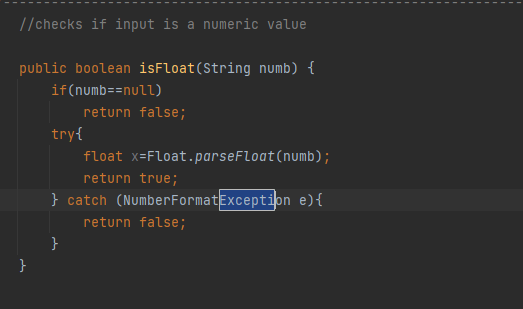 //checks if input is a numeric value
public boolean isFloat(String numb) {
if(numb==null)
return false;
try{
float x=Float.parseFloat(numb);
return true;
} catch (NumberFormatException e){
return false;
}
}